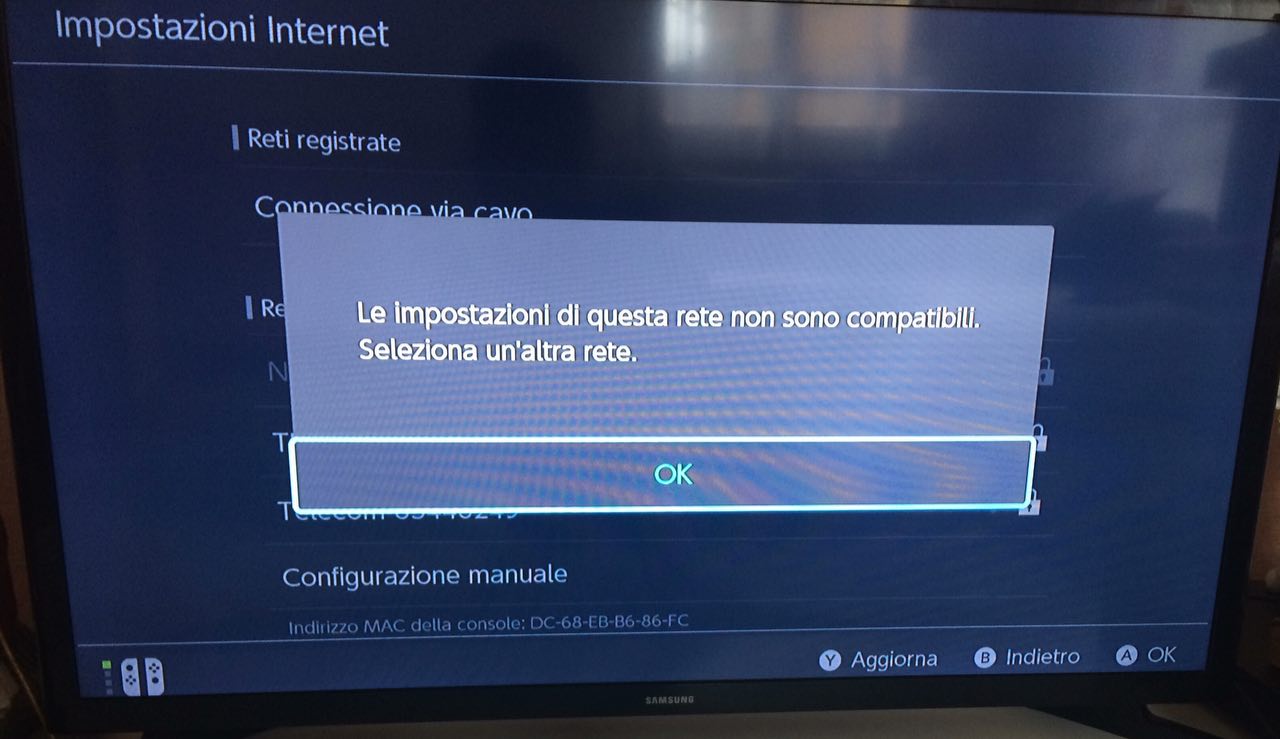 Impostazioni Internet
Reti registrate
Connessione via cavo
Le impostazioni di questa rete non sono compatibili.
Seleziona un'altra rete.
OK
Configurazione manuale
Indirizzo MAC della console: DC-68-EB-B6-86-FC
Y Aggiorna B Indietro A OK
SAMSUNG